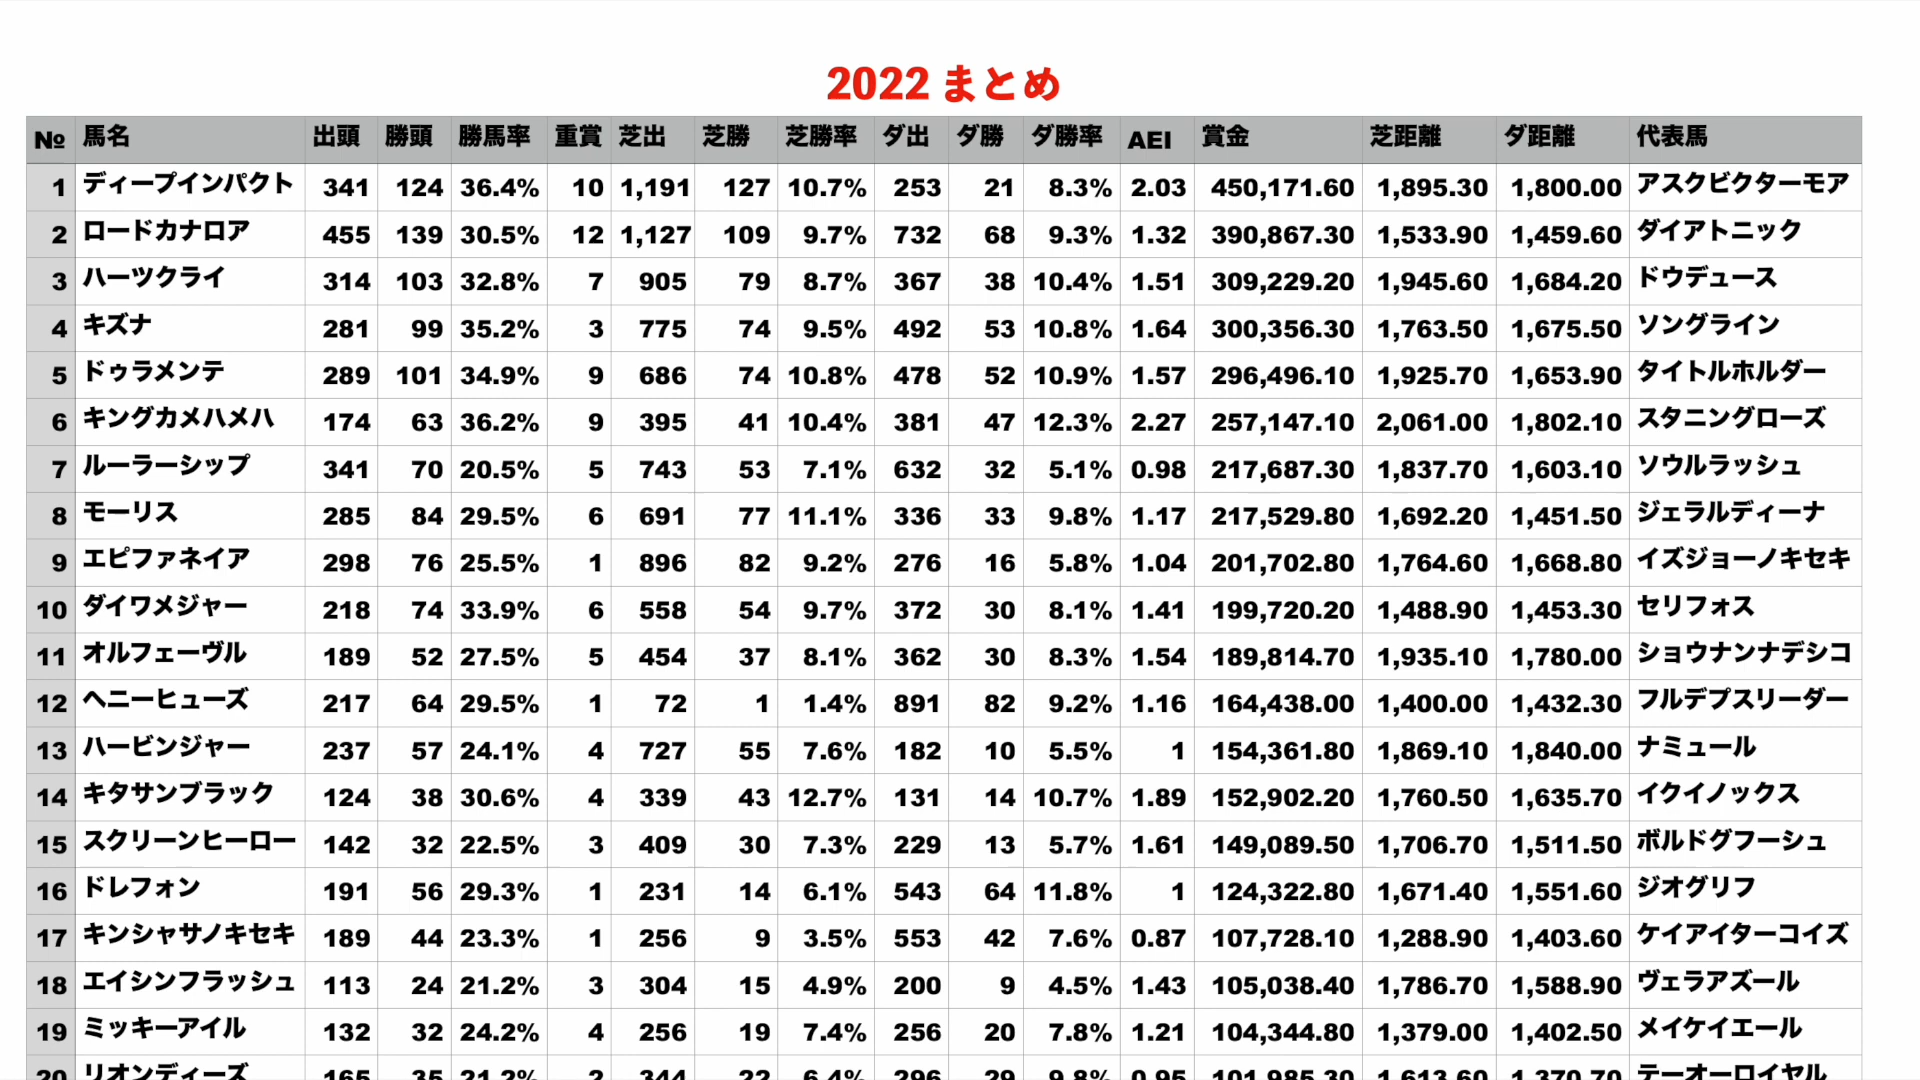 2022 まとめ
№ 馬名 出頭 勝頭 勝馬率 重賞 芝出 芝勝 芝勝率 ダ出 ダ勝 ダ勝率 AEI 賞金 芝距離 ダ距離 代表馬
1 ディープインパクト 341 124 36.4% 10 1,191 127 10.7% 253 21 8.3% 2.03 450,171.60 1,895.30 1,800.00 アスクビクターモア
2 ロードカナロア 455 139 30.5% 12 1,127 109 9.7% 732 68 9.3% 1.32 390,867.30 1,533.90 1,459.60 ダイアトニック
3 ハーツクライ 314 103 32.8% 7 905 79 8.7% 367 38 10.4% 1.51 309,229.20 1,945.60 1,684.20 ドウデュース
4 キズナ 281 99 35.2% 3 775 74 9.5% 492 53 10.8% 1.64 300,356.30 1,763.50 1,675.50 ソングライン
5 ドゥラメンテ 289 101 34.9% 9 686 74 10.8% 478 52 10.9% 1.57 296,496.10 1,925.70 1,653.90 タイトルホルダー
6 キングカメハメハ 174 63 36.2% 9 395 41 10.4% 381 47 12.3% 2.27 257,147.10 2,061.00 1,802.10 スタニングローズ
7 ルーラーシップ 341 70 20.5% 5 743 53 7.1% 632 32 5.1% 0.98 217,687.30 1,837.70 1,603.10 ソウルラッシュ
8 モーリス 285 84 29.5% 6 691 77 11.1% 336 33 9.8% 1.17 217,529.80 1,692.20 1,451.50 ジェラルディーナ
9 エピファネイア 298 76 25.5% 1 896 82 9.2% 276 16 5.8% 1.04 201,702.80 1,764.60 1,668.80 イズジョーノキセキ
10 ダイワメジャー 218 74 33.9% 6 558 54 9.7% 372 30 8.1% 1.41 199,720.20 1,488.90 1,453.30 セリフォス
11 オルフェーヴル 189 52 27.5% 5 454 37 8.1% 362 30 8.3% 1.54 189,814.70 1,935.10 1,780.00 ショウナンナデシコ
12 ヘニーヒューズ 217 64 29.5% 1 72 1 1.4% 891 82 9.2% 1.16 164,438.00 1,400.00 1,432.30 フルデプスリーダー
13 ハービンジャー 237 57 24.1% 4 727 55 7.6% 182 10 5.5% 1 154,361.80 1,869.10 1,840.00 ナミュール
14 キタサンブラック 124 38 30.6% 4 339 43 12.7% 131 14 10.7% 1.89 152,902.20 1,760.50 1,635.70 イクイノックス
15 スクリーンヒーロー 142 32 22.5% 3 409 30 7.3% 229 13 5.7% 1.61 149,089.50 1,706.70 1,511.50 ボルドグフーシュ
16 ドレフォン 191 56 29.3% 1 231 14 6.1% 543 64 11.8% 1 124,322.80 1,671.40 1,551.60 ジオグリフ
17 キンシャサノキセキ 189 44 23.3% 1 256 9 3.5% 553 42 7.6% 0.87 107,728.10 1,288.90 1,403.60 ケイアイターコイズ
18 エイシンフラッシュ 113 24 21.2% 3 304 15 4.9% 200 9 4.5% 1.43 105,038.40 1,786.70 1,588.90 ヴェラアズール
19 ミッキーアイル 132 32 24.2% 4 256 19 7.4% 256 20 7.8% 1.21 104,344.80 1,379.00 1,402.50 メイケイエール
20 リオンディーズ 165 35 21.2% 2 344 22 6.4% 296 29 9.8% 0.95 101,985.30 1,613.60 1,370.70 テーオーロイヤル